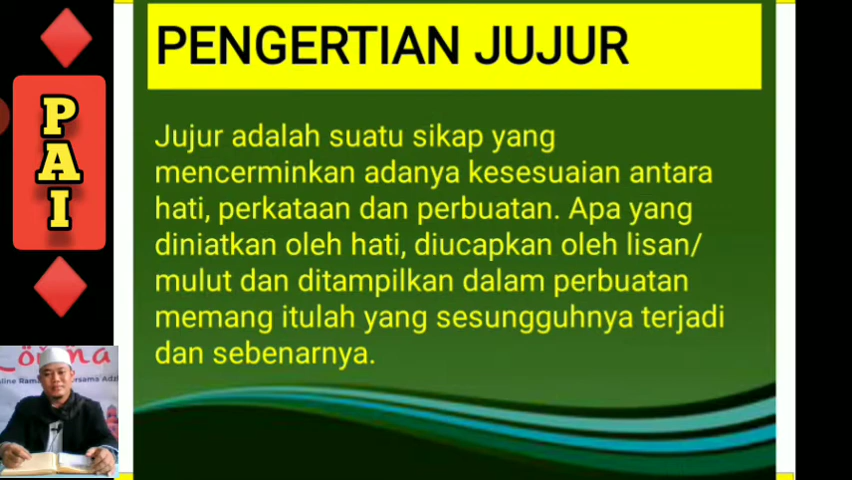 PENGERTIAN JUJUR
P
A
I
Jujur adalah suatu sikap yang
mencerminkan adanya kesesuaian antara
hati, perkataan dan perbuatan. Apa yang
diniatkan oleh hati, diucapkan oleh lisan/
mulut dan ditampilkan dalam perbuatan
memang itulah yang sesungguhnya terjadi
dan sebenarnya.